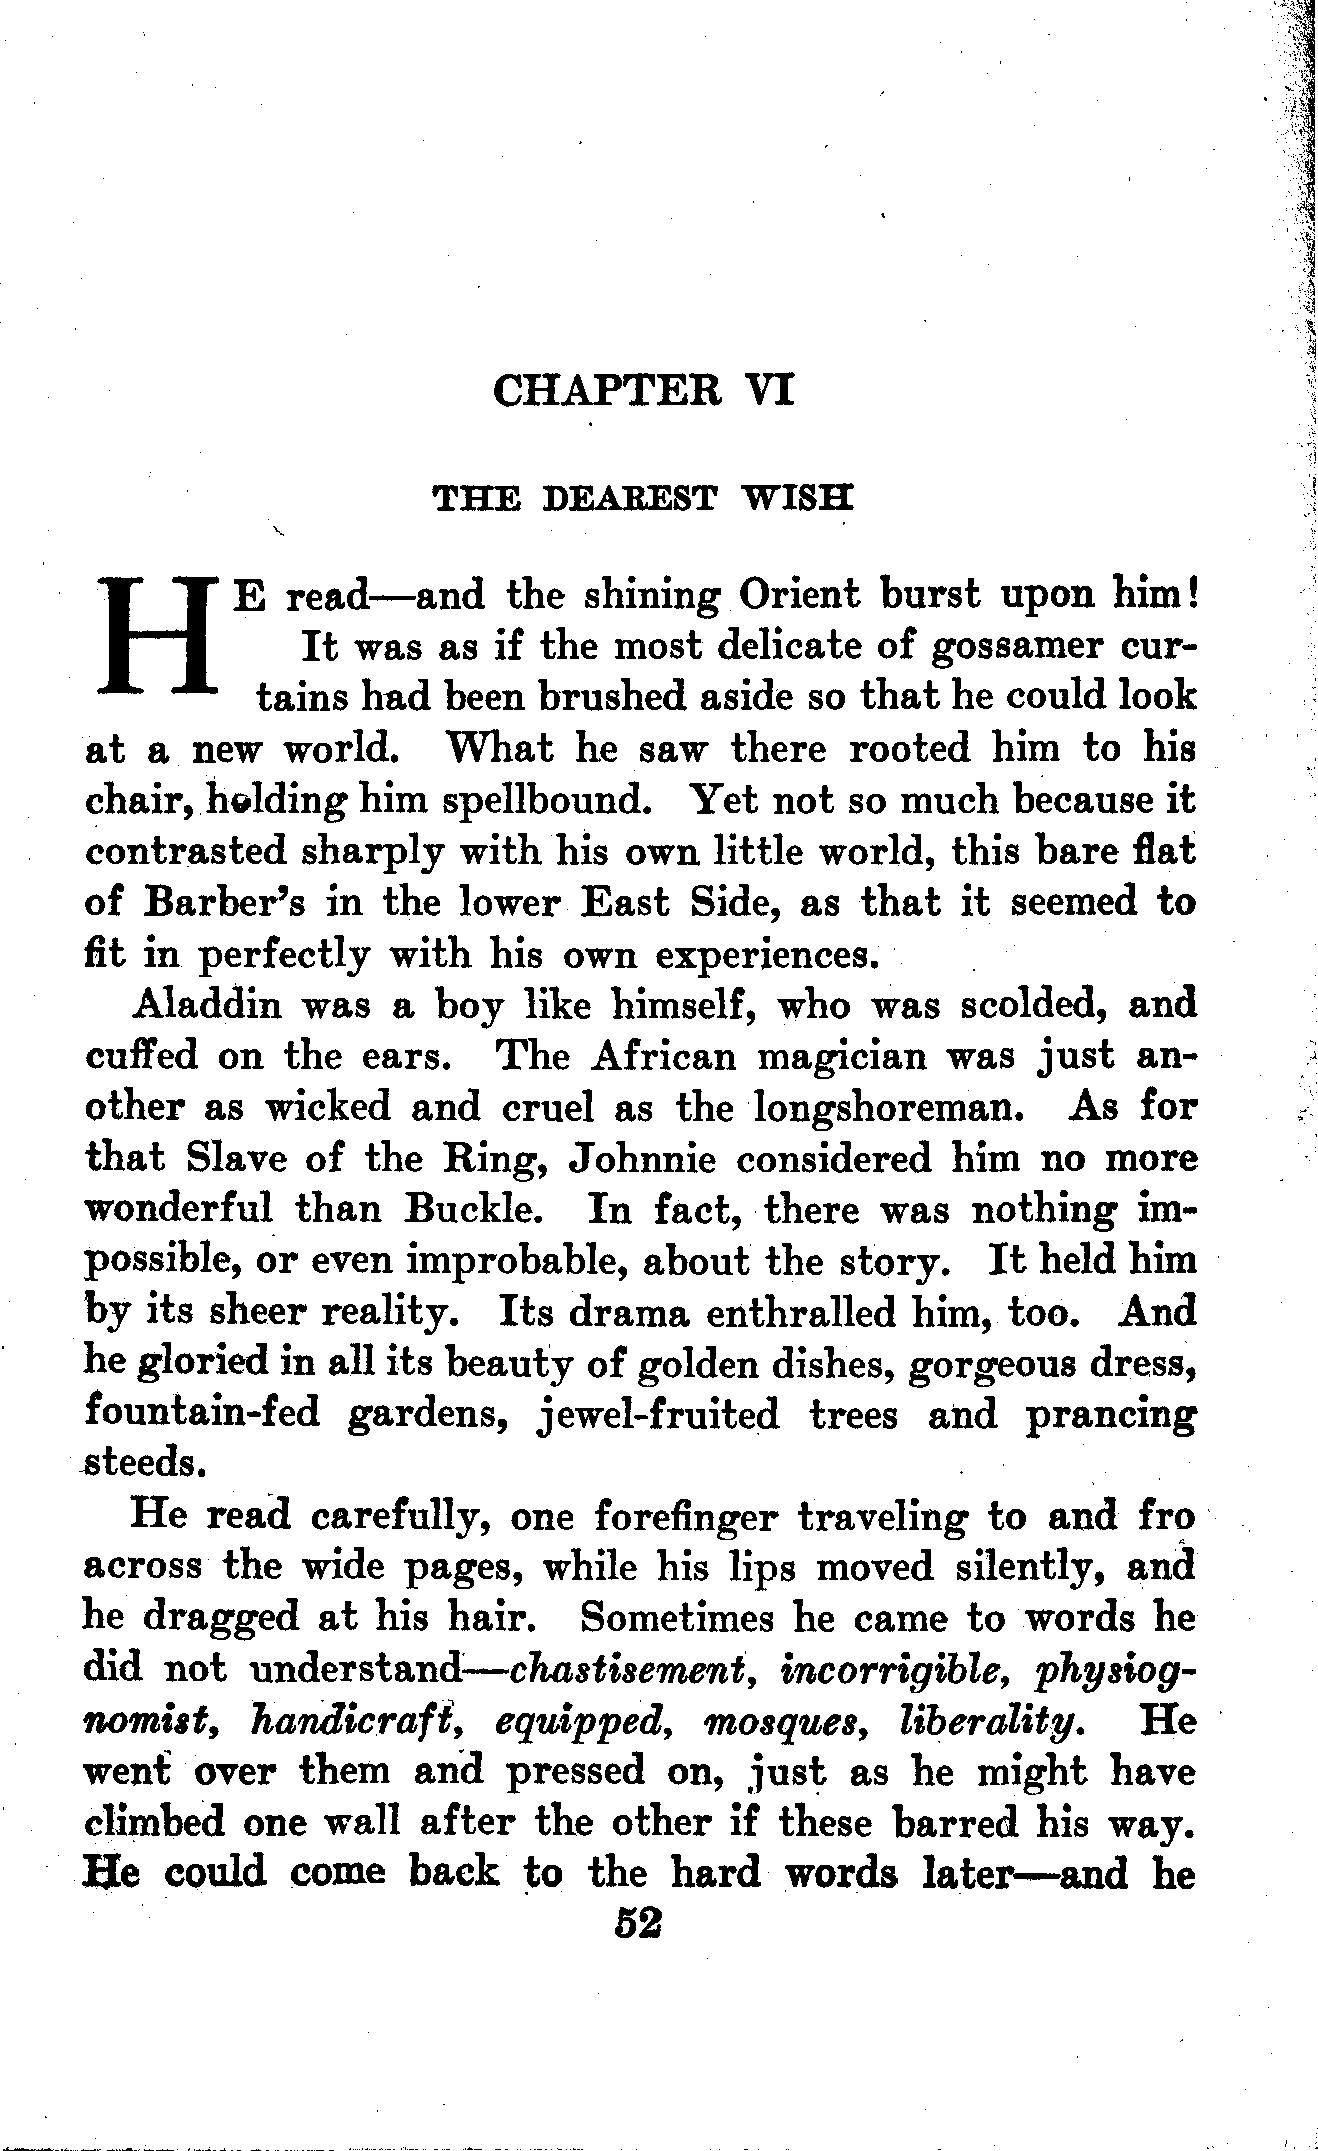 CHAPTER VI
THE DEAREST WISH
HE read—and the shining Orient burst upon him!
It was as if the most delicate of gossamer cur-
tains had been brushed aside so that he could look
at a new world. What he saw there rooted him to his
chair, holding him spellbound. Yet not so much because it
contrasted sharply with his own little world, this bare flat
of Barber's in the lower East Side, as that it seemed to
fit in perfectly with his own experiences.
Aladdin was a boy like himself, who was scolded, and
cuffed on the ears. The African magician was just an-
other as wicked and cruel as the longshoreman. As for
that Slave of the Ring, Johnnie considered him no more
wonderful than Buckle. In fact, there was nothing im-
possible, or even improbable, about the story. It held him
by its sheer reality. Its drama enthralled him, too. And
he gloried in all its beauty of golden dishes, gorgeous dress,
fountain-fed gardens, jewel-fruited trees and prancing
steeds.
He read carefully, one forefinger traveling to and fro
across the wide pages, while his lips moved silently, and
he dragged at his hair. Sometimes he came to words he
did not understand—chastisement, incorrigible, physiog-
nomist, handicraft, equipped, mosques, liberality. He
went over them and pressed on, just as he might have
climbed one wall after the other if these barred his way.
He could come back to the hard words later—and he
52